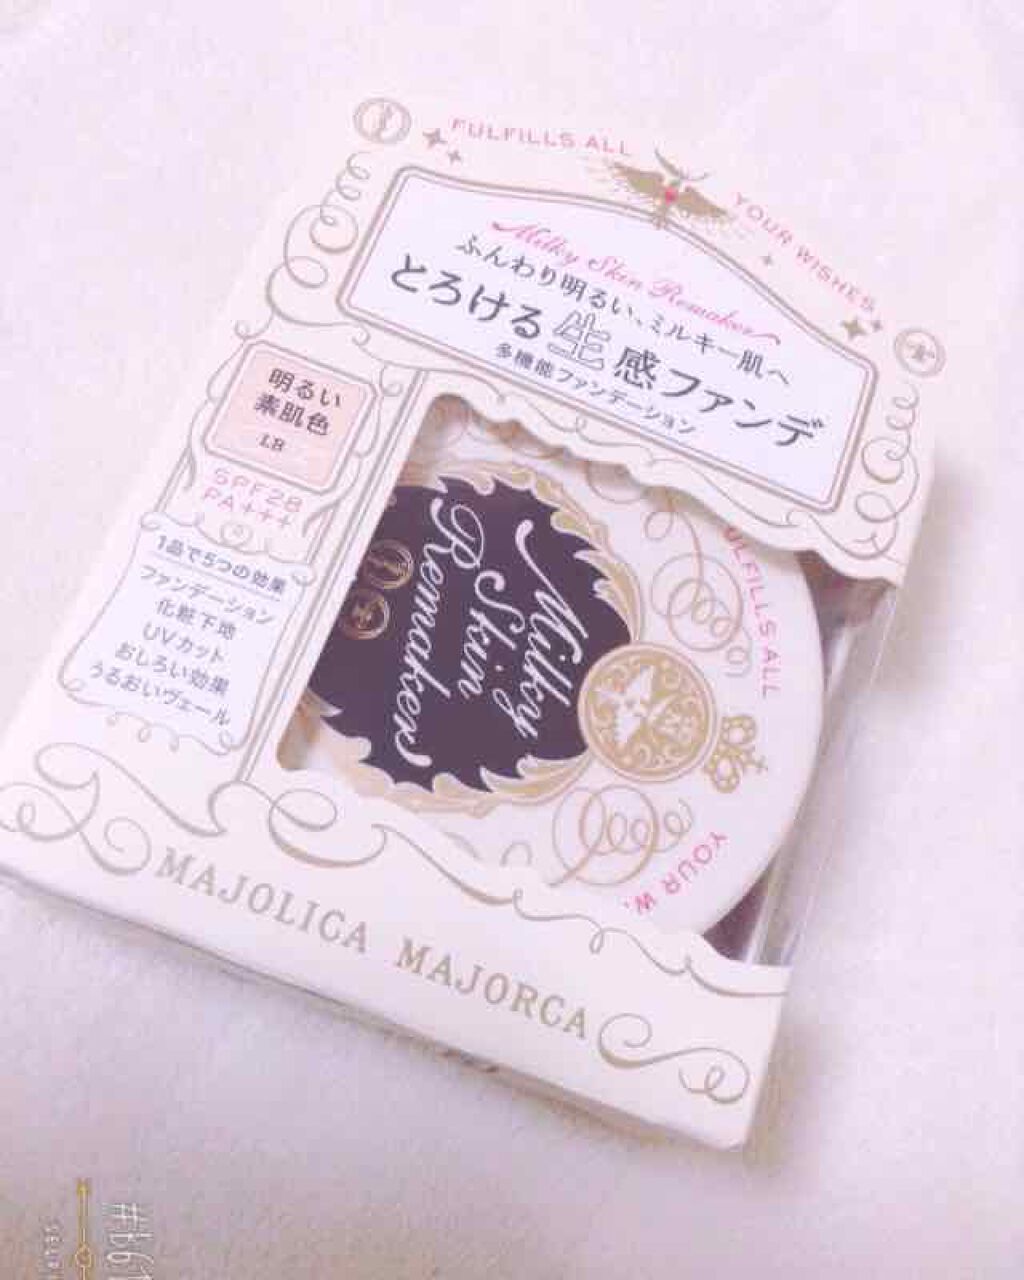 FULFILLS ALL YOUR WISHES
Milky Skin Remaker
ふんわり明るい、ミルキー肌へ
とろける生感ファンデ
多機能ファンデーション
明るい
素肌色
LB
SPF28
PA+++
1品で5つの効果
ファンデーション
化粧下地
UVカット
おしろい効果
うるおいヴェール
Milky
Skin
Remaker
ULFILLS ALL
YOUR W.
MAJOLICA MAJORCA